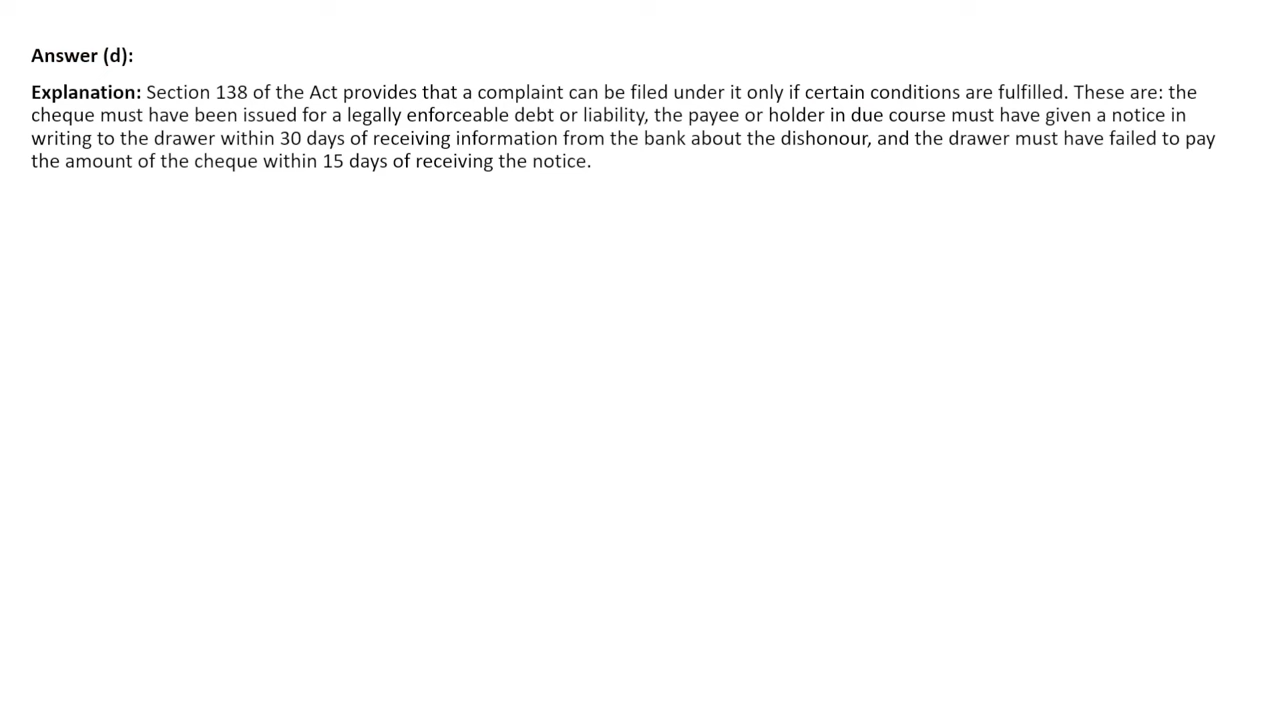 Answer (d):
Explanation: Section 138 of the Act provides that a complaint can be filed under it only if certain conditions are fulfilled. These are: the
cheque must have been issued for a legally enforceable debt or liability, the payee or holder in due course must have given a notice in
writing to the drawer within 30 days of receiving information from the bank about the dishonour, and the drawer must have failed to pay
the amount of the cheque within 15 days of receiving the notice.